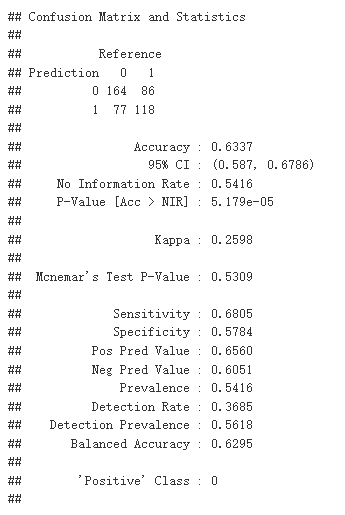 ## Confusion Matrix and Statistics
##
##           Reference
## Prediction   0   1
##          0 164  86
##          1  77 118
##
##                Accuracy : 0.6337
##                  95% CI : (0.587, 0.6786)
##     No Information Rate : 0.5416
##     P-Value [Acc > NIR] : 5.179e-05
##
##                   Kappa : 0.2598
##
##  Mcnemar's Test P-Value : 0.5309
##
##             Sensitivity : 0.6805
##             Specificity : 0.5784
##          Pos Pred Value : 0.6560
##          Neg Pred Value : 0.6051
##              Prevalence : 0.5416
##          Detection Rate : 0.3685
##    Detection Prevalence : 0.5618
##       Balanced Accuracy : 0.6295
##
##        'Positive' Class : 0
##